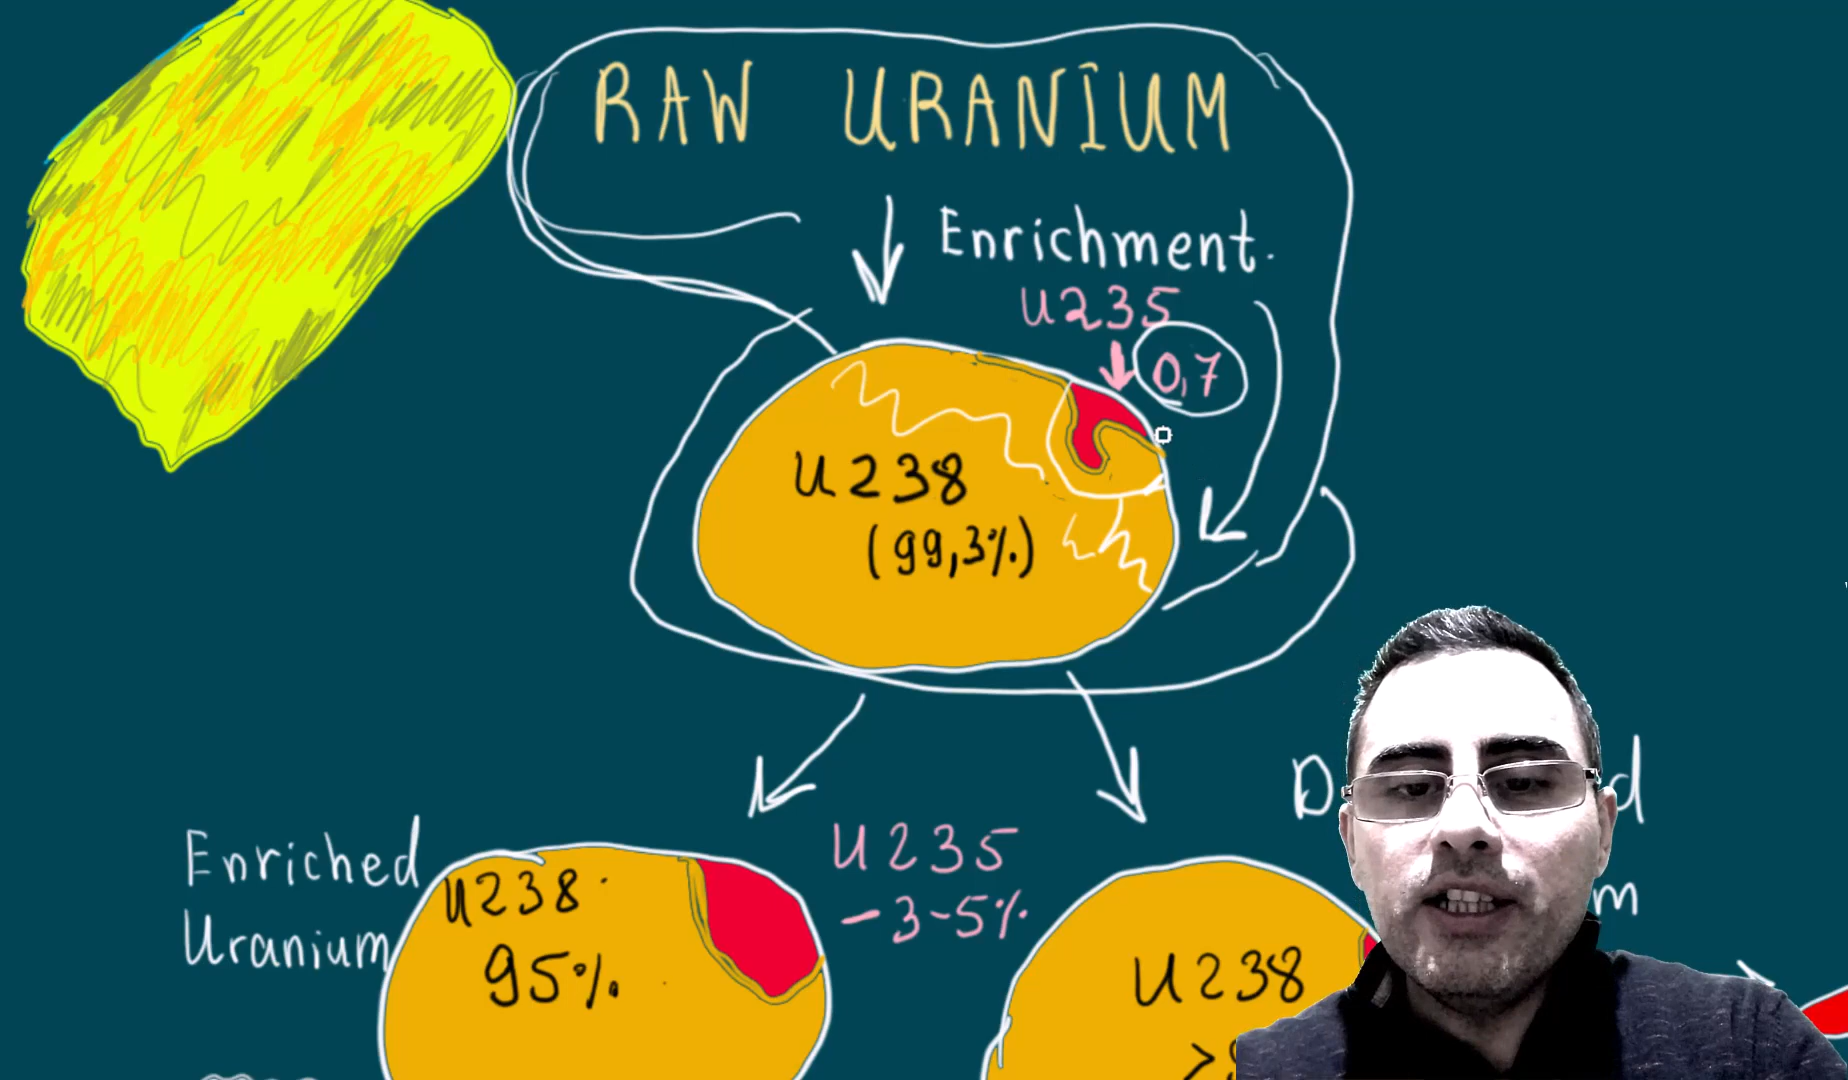 RAW URANIUM
Enrichment.
U235
0,7
U238
(99,3%)
Enriched
Uranium
U238
95%
U235
-3-5%
U238